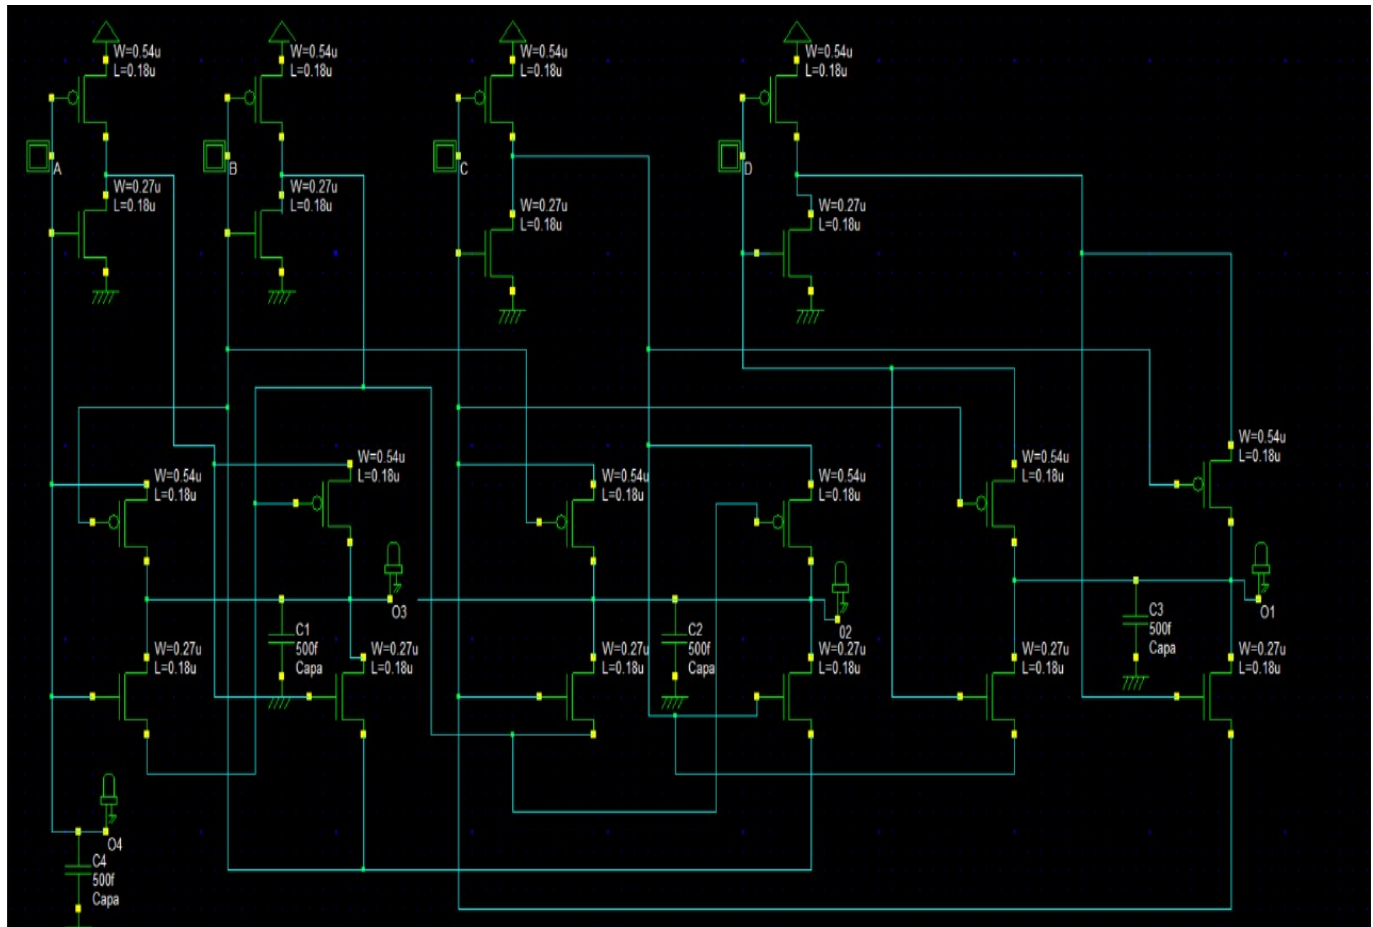 W=0.54u
L=0.18u
W=0.54u
L=0.18u
W=0.54u
L=0.18u
W=0.54u
L=0.18u
A
B
C
D
W=0.27u
L=0.18u
W=0.27u
L=0.18u
W=0.27u
L=0.18u
W=0.27u
L=0.18u
W=0.54u
L=0.18u
W=0.54u
L=0.18u
W=0.54u
L=0.18u
W=0.54u
L=0.18u
W=0.54u
L=0.18u
W=0.54u
L=0.18u
O3
O2
O1
C1
500f
Capa
C2
500f
Capa
C3
500f
Capa
W=0.27u
L=0.18u
W=0.27u
L=0.18u
W=0.27u
L=0.18u
W=0.27u
L=0.18u
W=0.27u
L=0.18u
W=0.27u
L=0.18u
O4
C4
500f
Capa